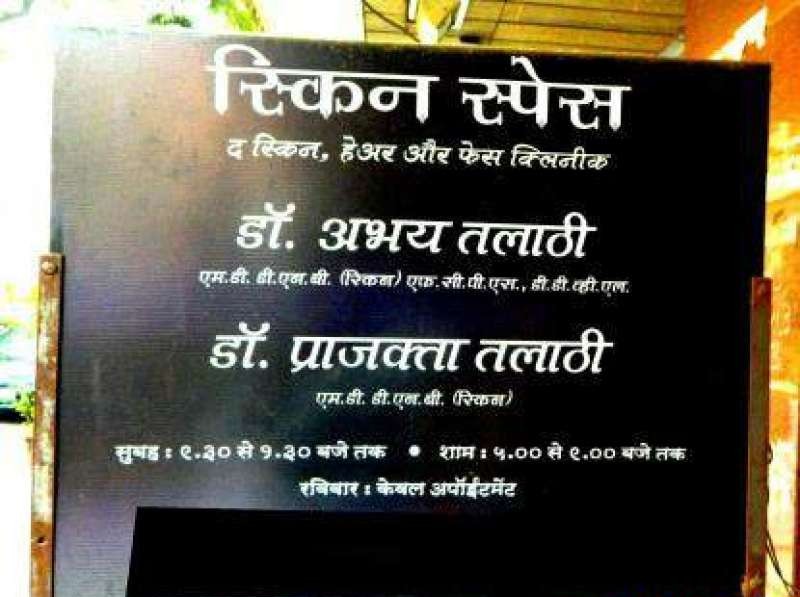 स्किन स्पेस
द स्किन, हेअर और फेस क्लिनीक
डॉ. अभय तलाठी
एम.डी. डी.एन.बी. (स्किन) एफ.सी.पी.एस., डी.डी.व्ही.एल.
डॉ. प्राजक्ता तलाठी
एम.डी. डी.एन.बी. (स्किन)
सुबह : ९.३० से १.३० बजे तक • शाम : ५.०० से ९.०० बजे तक
रविवार : केवल अपॉईंटमेंट